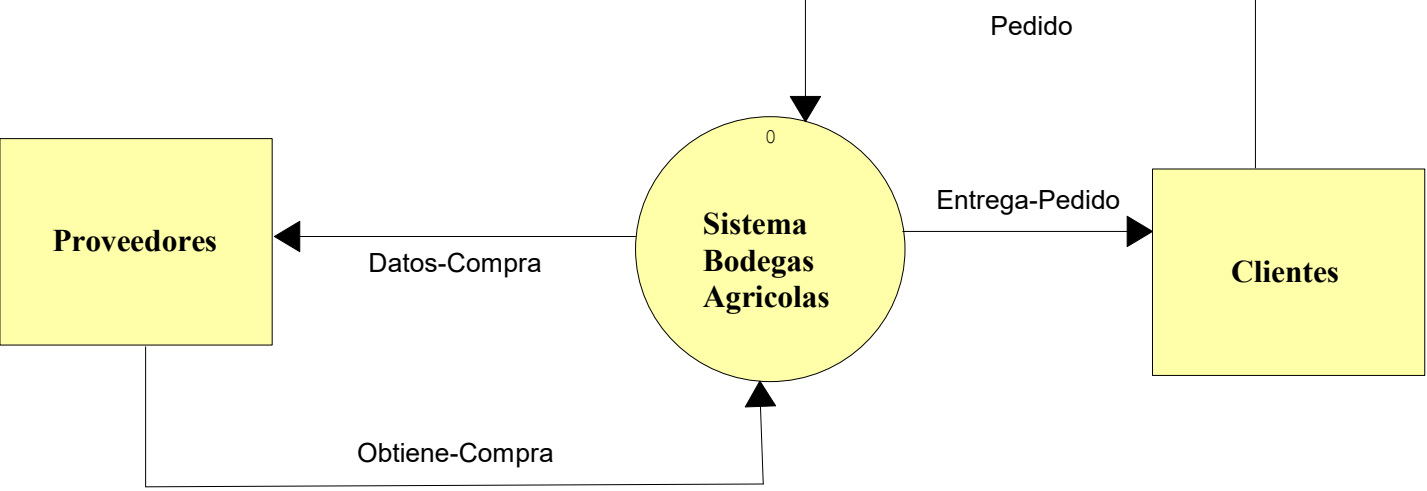 Pedido
0
Entrega-Pedido
Sistema
Bodegas
Agricolas
Proveedores
Datos-Compra
Clientes
Obtiene-Compra